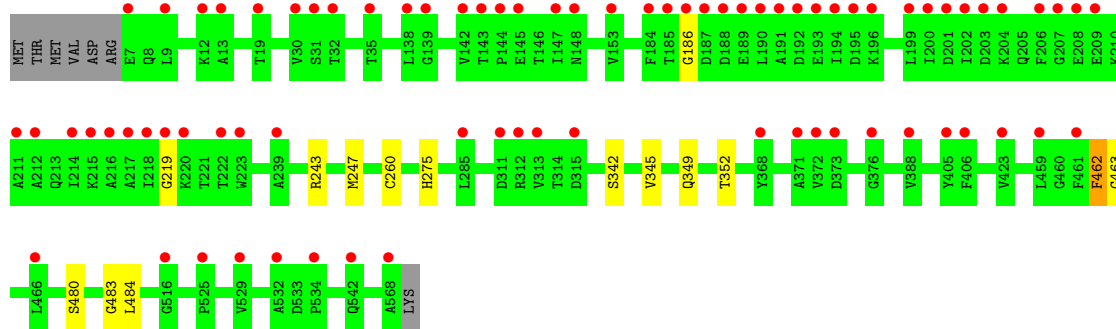 MET THR MET VAL ASP ARG E7 Q8 L9 K12 A13 T19 V30 S31 T32 T35 L138 G139 V142 T143 P144 E145 T146 I147 N148 V153 F184 T185 G186 D187 D188 E189 L190 A191 D192 E193 I194 D195 K196 L199 I200 D201 I202 D203 K204 Q205 F206 G207 E208 E209 K210
A211 A212 Q213 I214 K215 A216 A217 I218 G219 K220 T221 T222 W223 A239 R243 M247 C260 H275 L285 D311 R312 V313 T314 D315 S342 V345 Q349 T352 Y368 A371 V372 D373 G376 V388 Y405 F406 V423 L459 G460 F461 F462 G463
L466 S480 G483 L484 G516 P525 V529 A532 D533 P534 Q542 A568 LYS